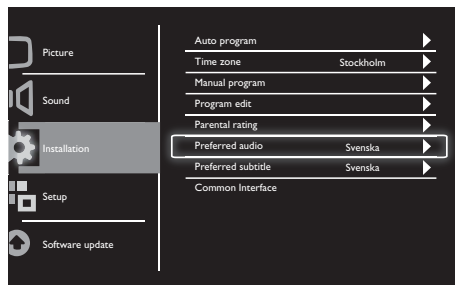 Picture
Sound
Installation
Setup
Software update
Auto program
Time zone Stockholm
Manual program
Program edit
Parental rating
Preferred audio Svenska
Preferred subtitle Svenska
Common Interface